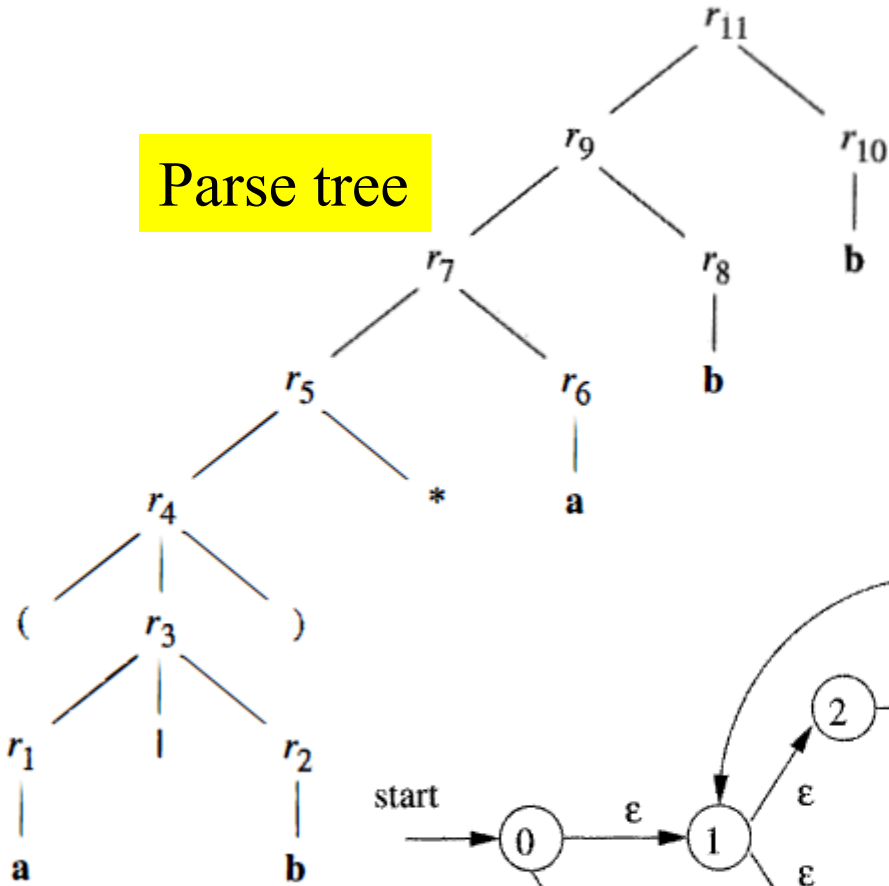 r11
r9 r10
Parse tree
r7 r8 b
r5 r6 b
r4 * a
( r3 )
r1 | r2
2
start ε ε
0 1
a b ε